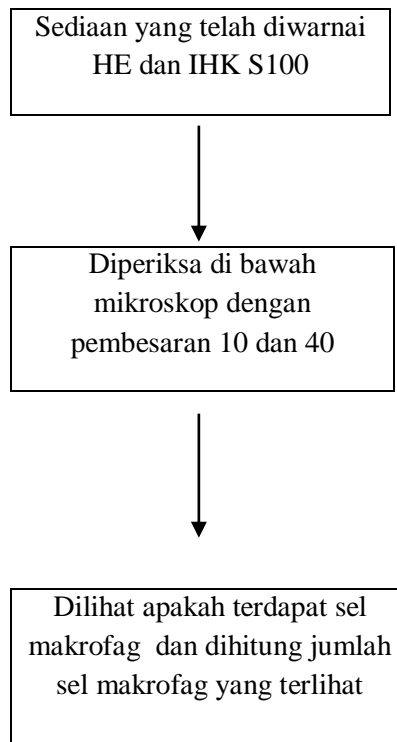 Sediaan yang telah diwarnai
HE dan IHK S100
Diperiksa di bawah
mikroskop dengan
pembesaran 10 dan 40
Dilihat apakah terdapat sel
makrofag dan dihitung jumlah
sel makrofag yang terlihat